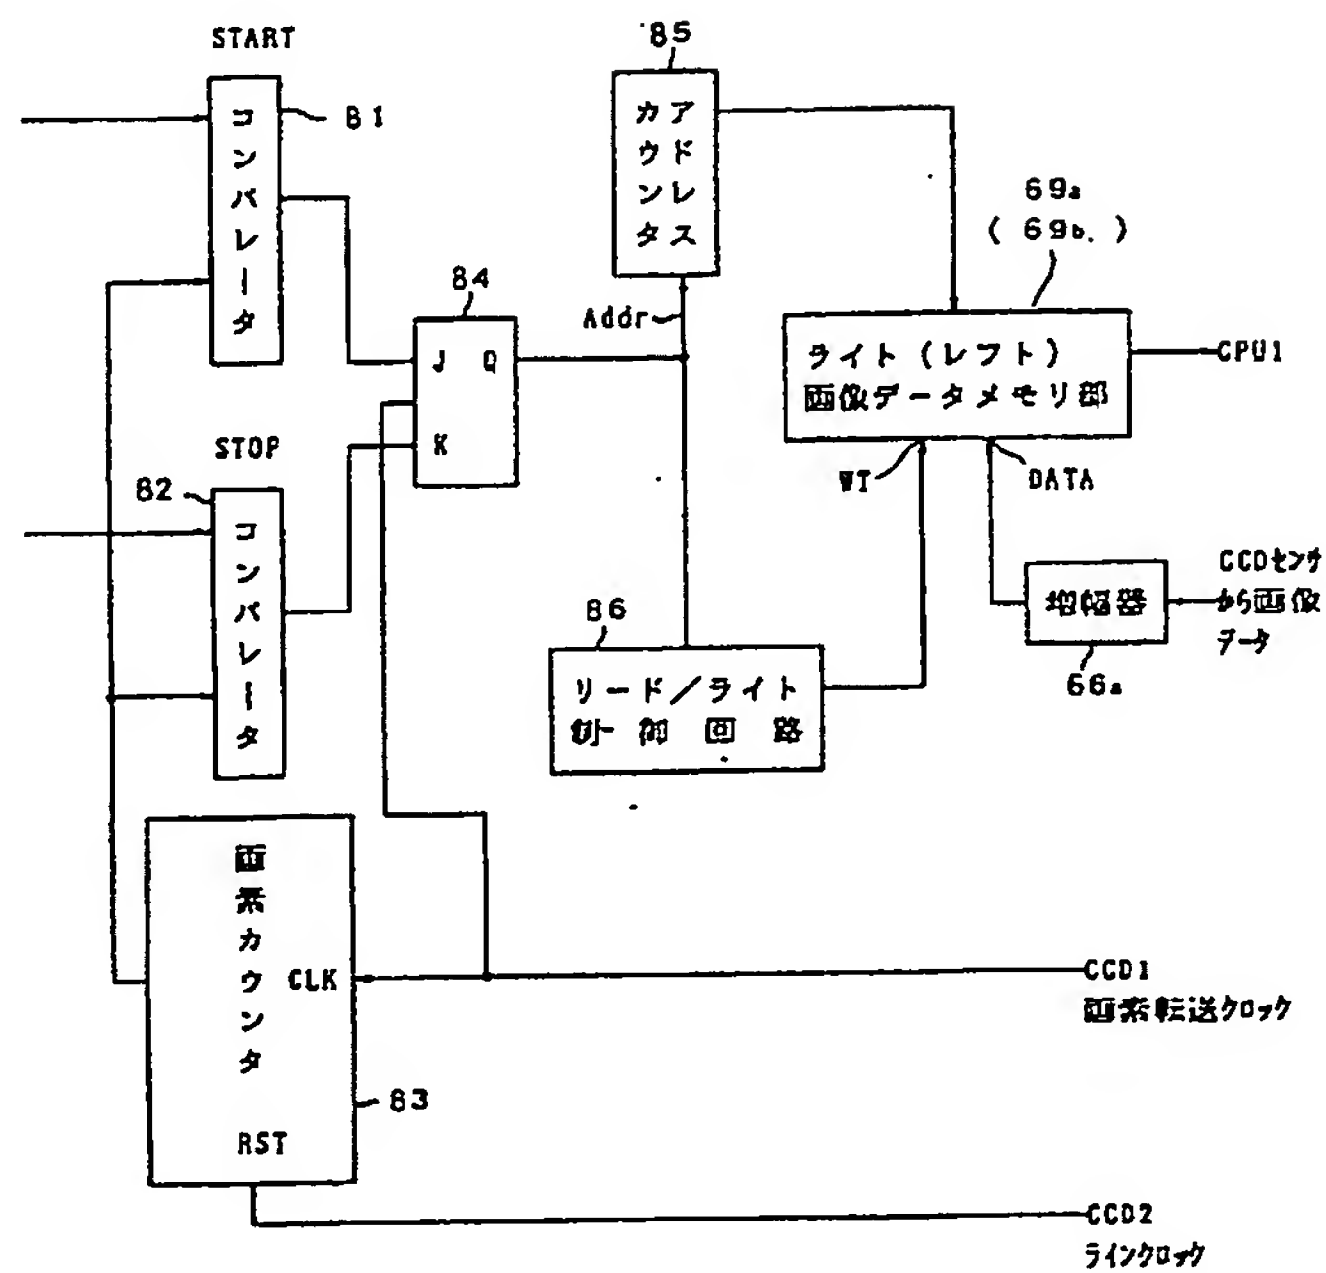 START
コンパレータ
81
85
アドレス
カウンタ
69a
(69b.)
84
Addr
J Q
K
ライト(レフト)
画像データメモリ部
CPU1
STOP
82
コンパレータ
WT
DATA
CCDセンサ
から画像
データ
増幅器
66a
86
リード/ライト
制御回路
画素カウンタ
CLK
RST
83
CCD1
画素転送クロック
CCD2
ラインクロック